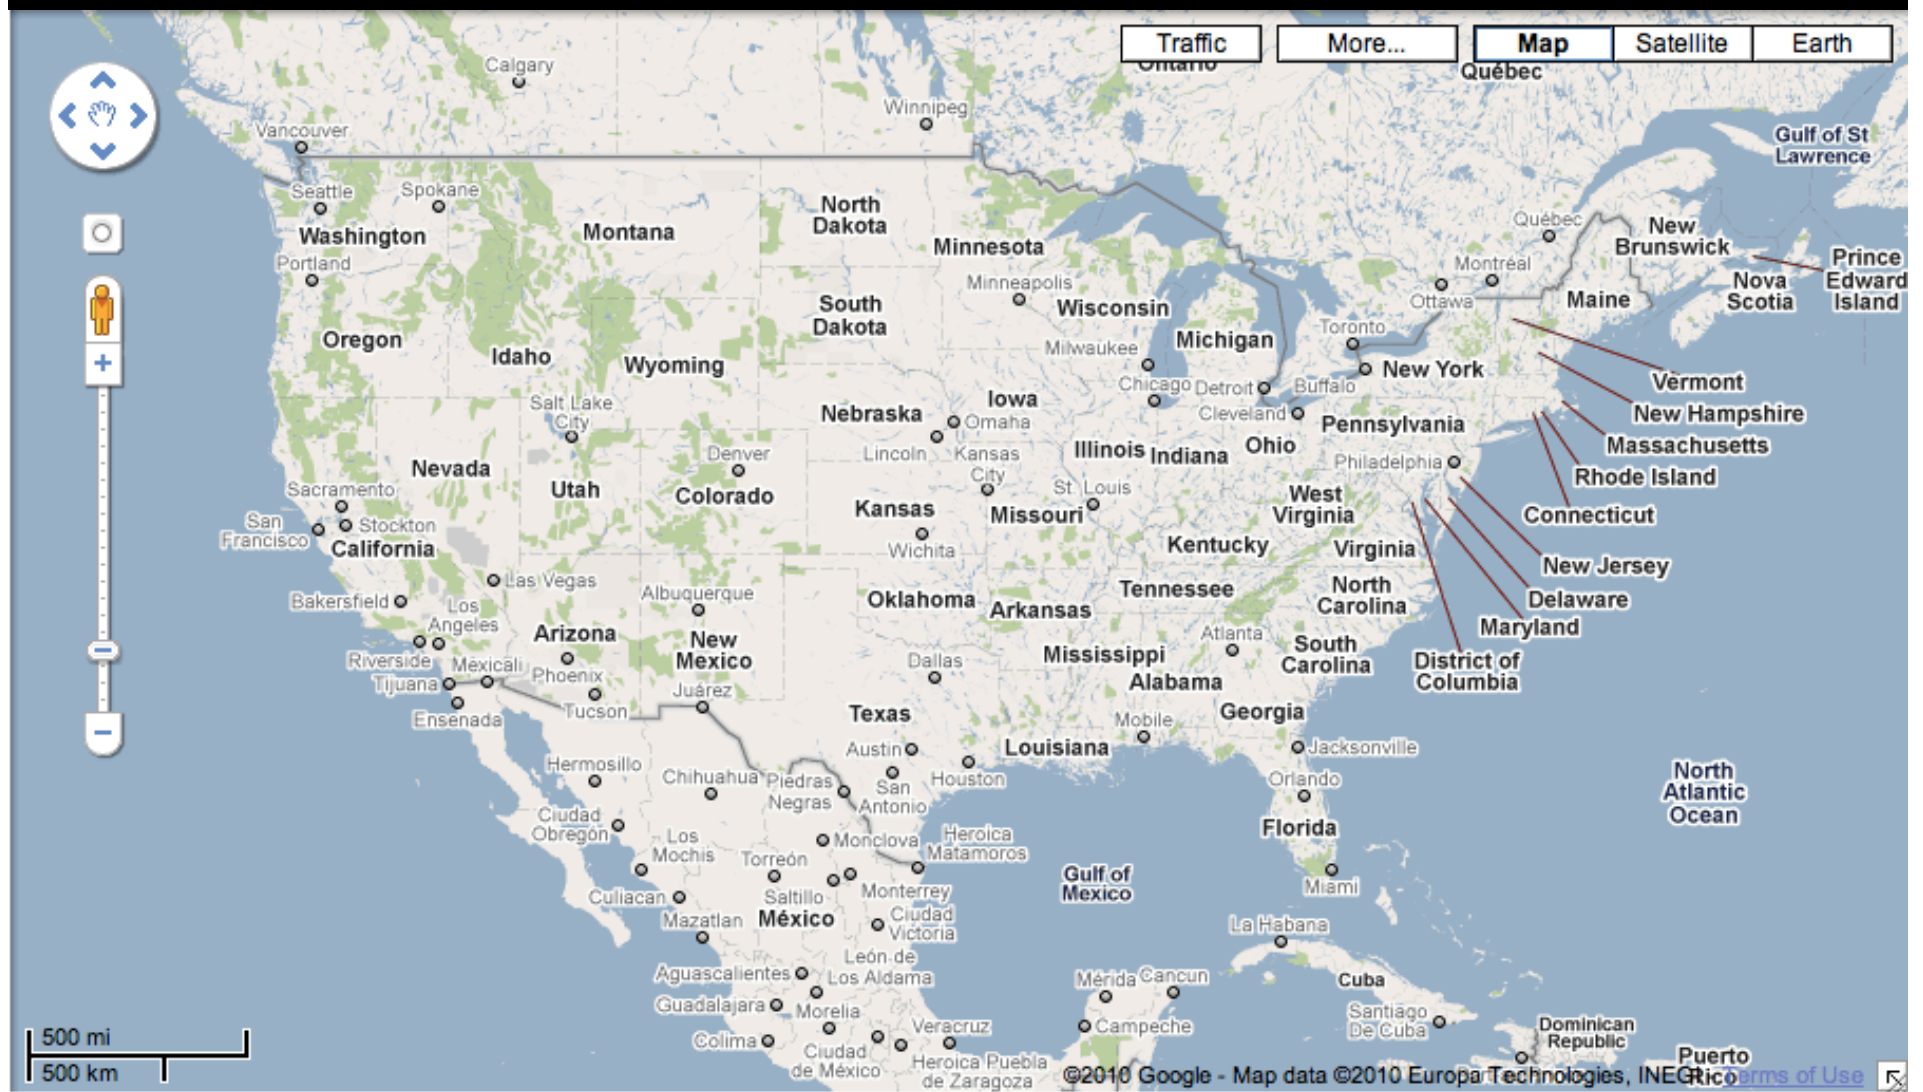 Traffic
More...
Map
Satellite
Earth
Ontario
Québec
Calgary
Winnipeg
Vancouver
Gulf of St
Lawrence
Seattle
Spokane
Washington
Montana
North
Dakota
Minnesota
Québec
New
Brunswick
Prince
Edward
Island
Nova
Scotia
Portland
Minneapolis
Montréal
Ottawa
Maine
Oregon
Idaho
Wyoming
South
Dakota
Wisconsin
Michigan
Toronto
Milwaukee
New York
Vermont
Chicago
Detroit
Buffalo
Salt Lake
City
Nebraska
Iowa
Omaha
Cleveland
Pennsylvania
New Hampshire
Massachusetts
Nevada
Denver
Lincoln
Kansas
City
Illinois
Indiana
Ohio
Philadelphia
Rhode Island
Sacramento
Utah
Colorado
Kansas
St Louis
Missouri
West
Virginia
Connecticut
San
Francisco
Stockton
California
Wichita
Kentucky
Virginia
New Jersey
Las Vegas
Bakersfield
Los
Angeles
Albuquerque
Oklahoma
Arkansas
Tennessee
North
Carolina
Delaware
Maryland
Arizona
New
Mexico
Atlanta
South
Carolina
Riverside
Mexicali
Phoenix
Dallas
Mississippi
Alabama
District of
Columbia
Tijuana
Juárez
Ensenada
Tucson
Texas
Mobile
Georgia
Austin
Louisiana
Jacksonville
Hermosillo
Chihuahua
Piedras
Negras
San
Antonio
Houston
Orlando
North
Atlantic
Ocean
Ciudad
Obregón
Los
Mochis
Monclova
Heroica
Matamoros
Florida
Torreón
Gulf of
Mexico
Miami
Culiacan
Saltillo
Monterrey
Mazatlan
México
Ciudad
Victoria
La Habana
Aguascalientes
León de
Los Aldama
Mérida
Cancun
Cuba
Guadalajara
Morelia
Santiago
De Cuba
Colima
Ciudad
de México
Veracruz
Campeche
Dominican
Republic
Heroica Puebla
de Zaragoza
Puerto
Rico
500 mi
500 km
©2010 Google - Map data ©2010 Europa Technologies, INEGI
Terms of Use